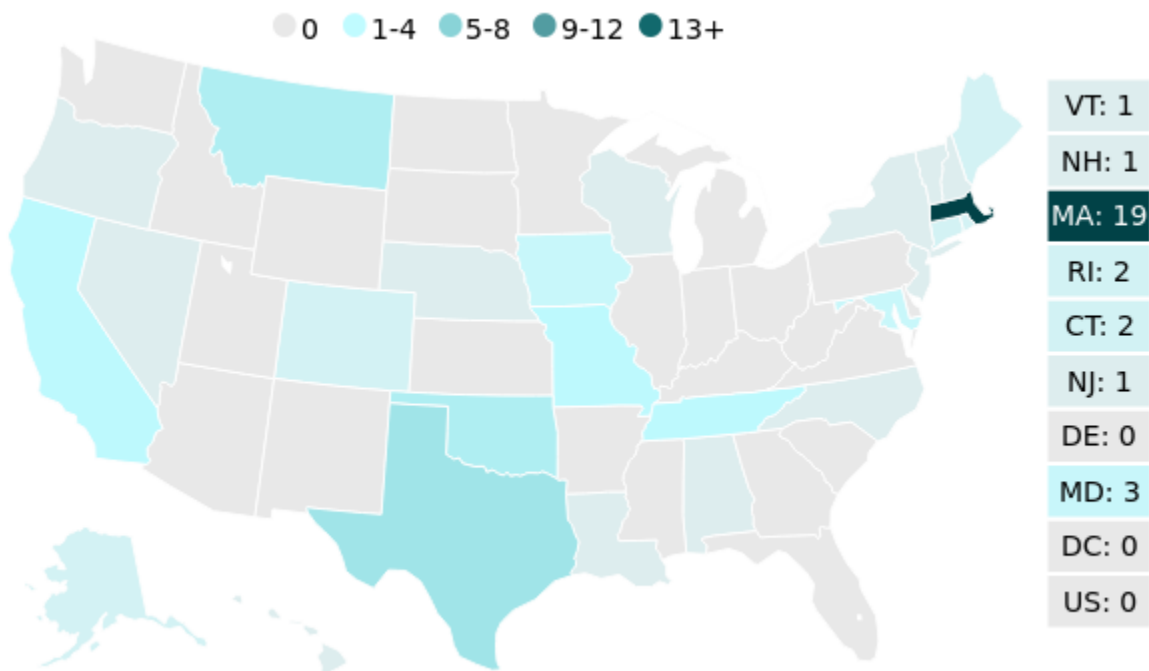 0 1-4 5-8 9-12 13+
VT: 1
NH: 1
MA: 19
RI: 2
CT: 2
NJ: 1
DE: 0
MD: 3
DC: 0
US: 0